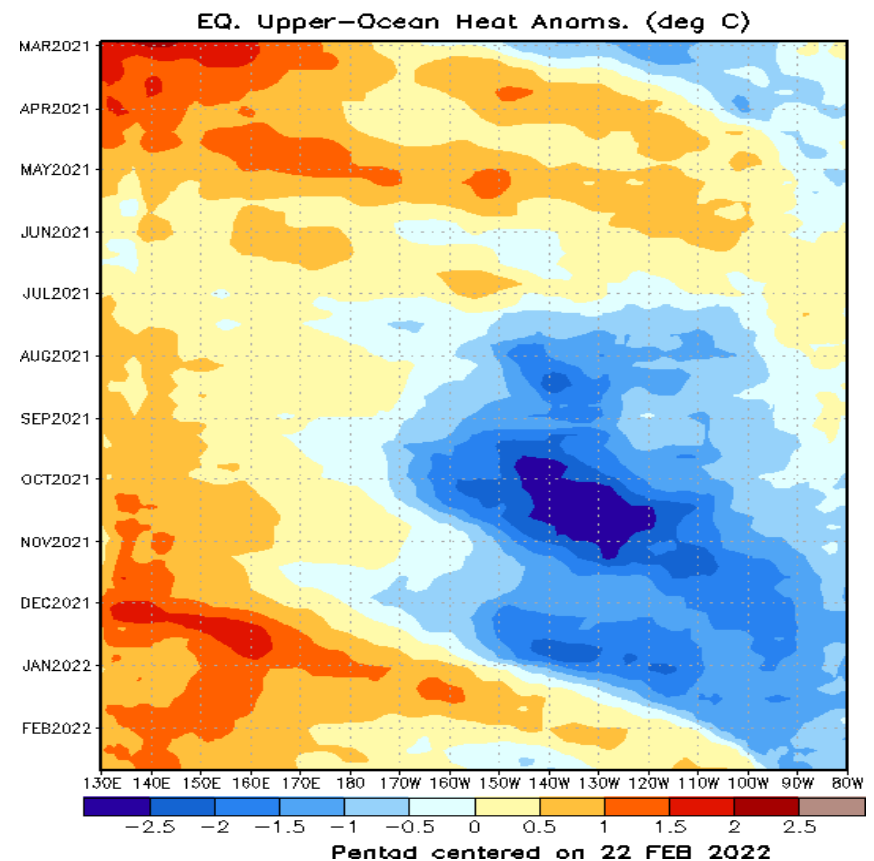 EQ. Upper-Ocean Heat Anoms. (deg C)
MAR2021
APR2021
MAY2021
JUN2021
JUL2021
AUG2021
SEP2021
OCT2021
NOV2021
DEC2021
JAN2022
FEB2022
130E 140E 150E 160E 170E 180 170W 160W 150W 140W 130W 120W 110W 100W 90W 80W
-2.5 -2 -1.5 -1 -0.5 0 0.5 1 1.5 2 2.5
Pentad centered on 22 FEB 2022